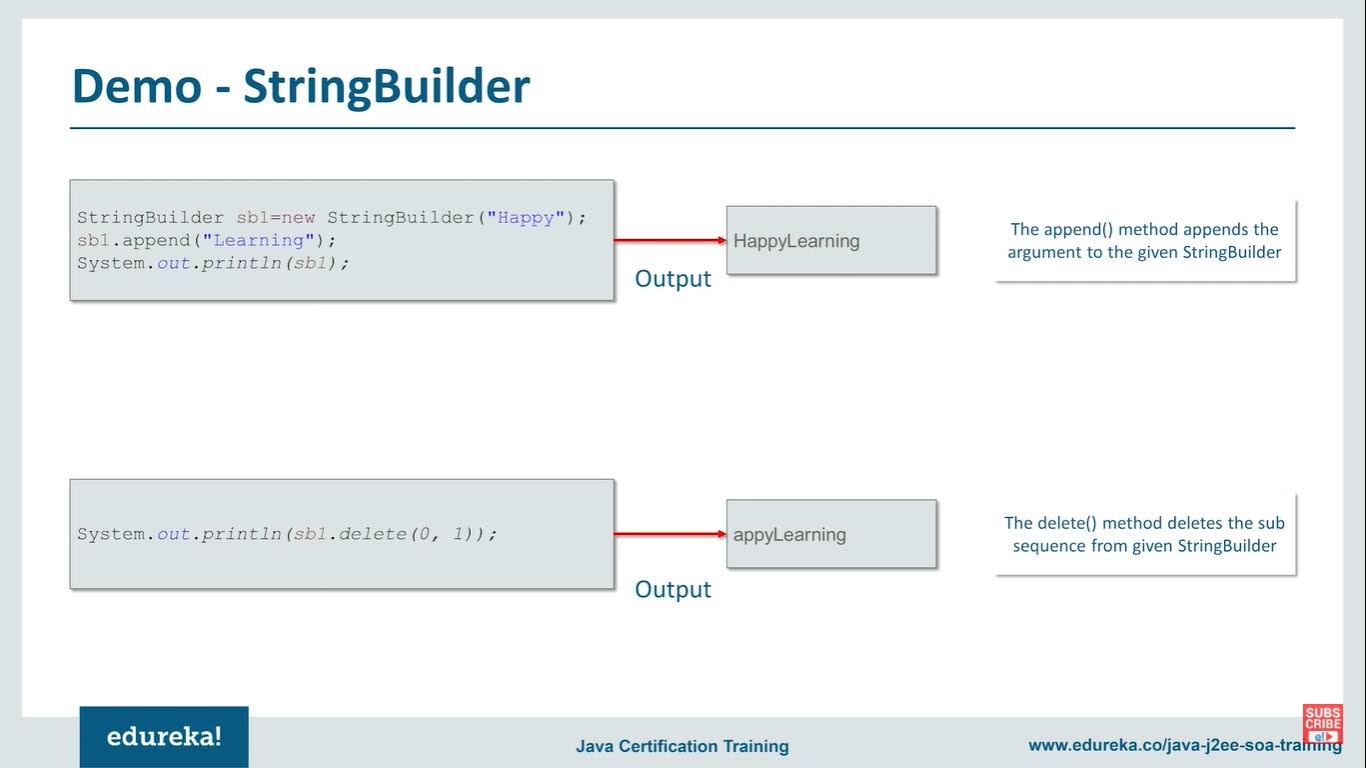 Demo - StringBuilder
StringBuilder sb1=new StringBuilder("Happy");
sb1.append("Learning");
System.out.println(sb1);
Output
HappyLearning
The append() method appends the
argument to the given StringBuilder
System.out.println(sb1.delete(0, 1));
Output
appyLearning
The delete() method deletes the sub
sequence from given StringBuilder
edureka!
Java Certification Training
www.edureka.co/java-j2ee-soa-training
SUBS
CRIBE
e!